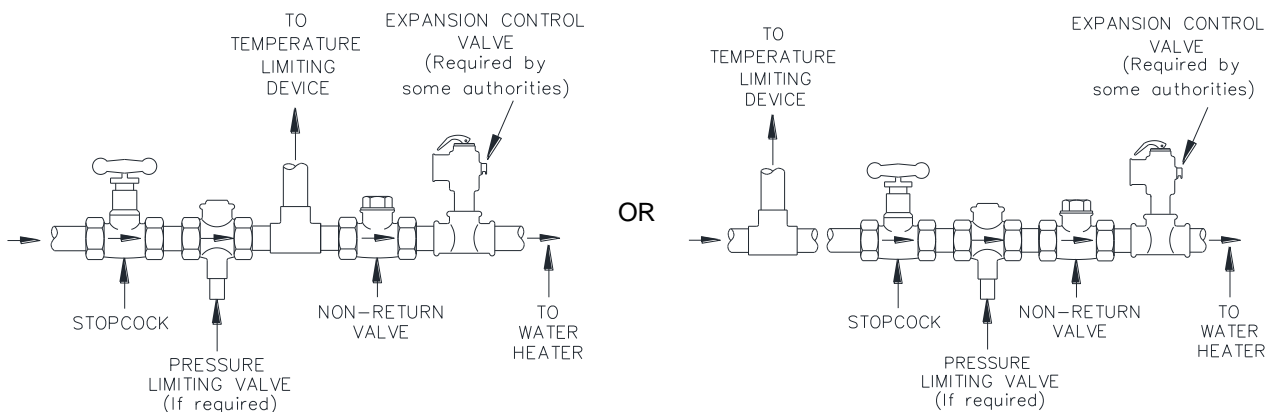 TO
TEMPERATURE
LIMITING
DEVICE
EXPANSION CONTROL
VALVE
(Required by
some authorities)
STOPCOCK
PRESSURE
LIMITING VALVE
(If required)
NON-RETURN
VALVE
TO
WATER
HEATER
OR
TO
TEMPERATURE
LIMITING
DEVICE
EXPANSION CONTROL
VALVE
(Required by
some authorities)
STOPCOCK
PRESSURE
LIMITING VALVE
(If required)
NON-RETURN
VALVE
TO
WATER
HEATER